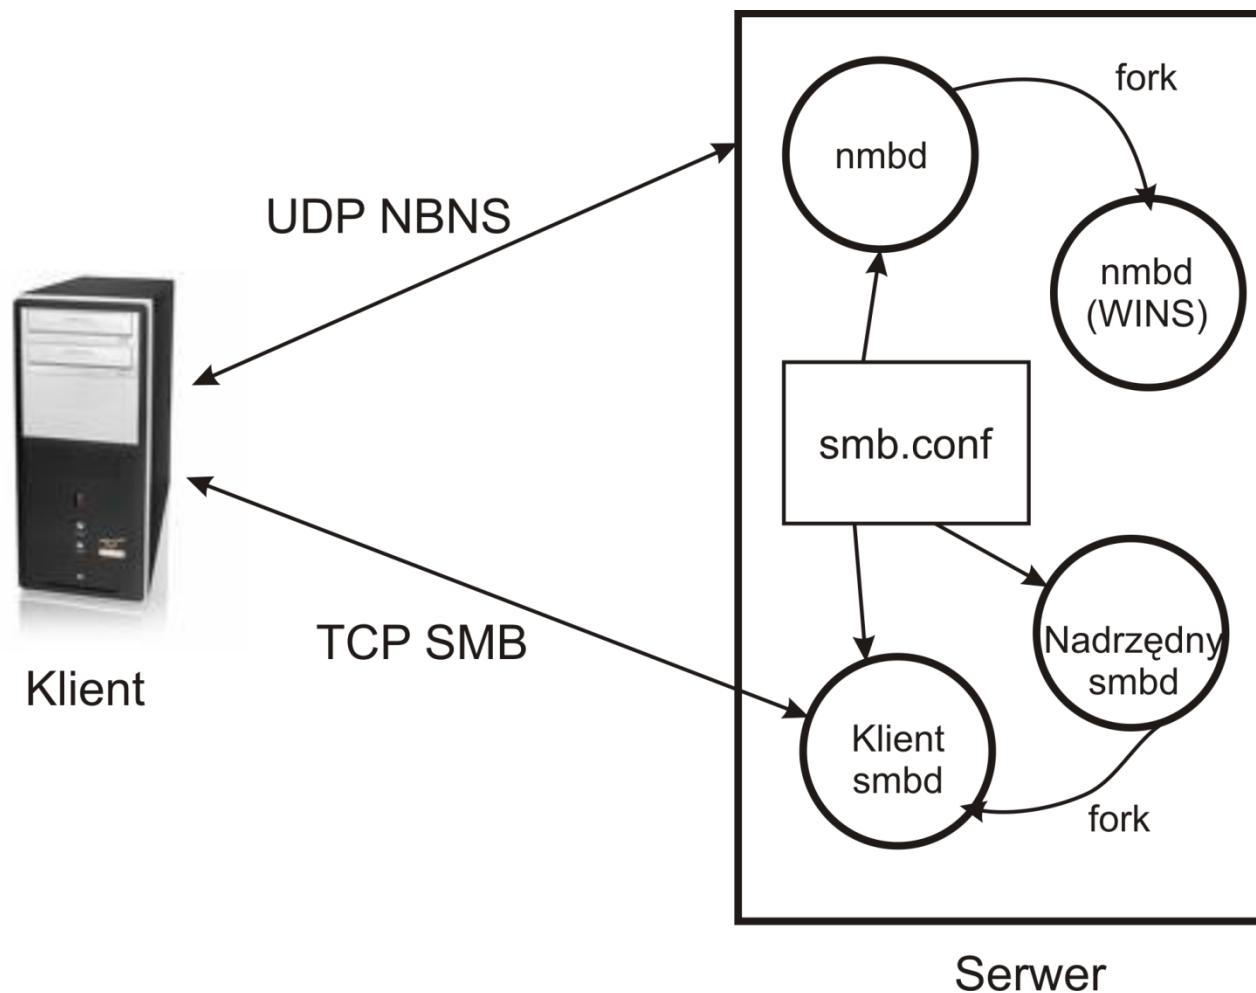 fork
nmbd
UDP NBNS
nmbd
(WINS)
smb.conf
TCP SMB
Nadrzędny
smbd
Klient
Klient
smbd
fork
Serwer